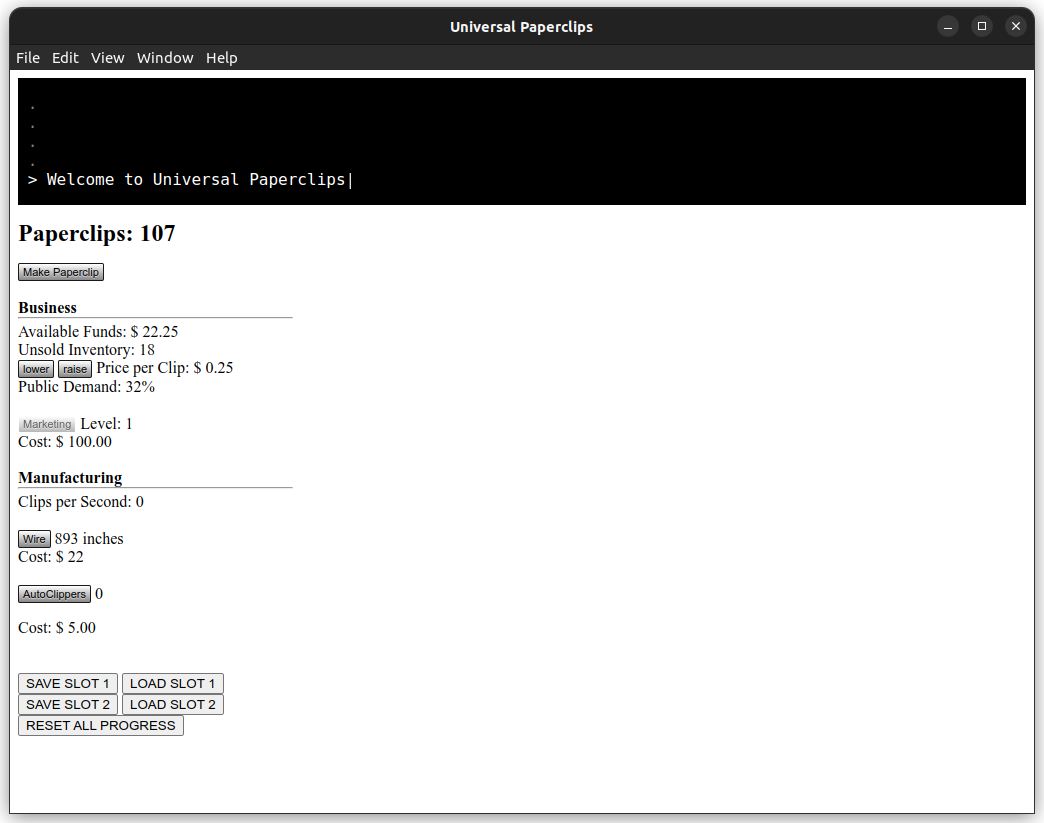 Universal Paperclips
File Edit View Window Help
.
.
.
.
> Welcome to Universal Paperclips|
Paperclips: 107
Make Paperclip
Business
Available Funds: $ 22.25
Unsold Inventory: 18
lower raise Price per Clip: $ 0.25
Public Demand: 32%
Marketing Level: 1
Cost: $ 100.00
Manufacturing
Clips per Second: 0
Wire 893 inches
Cost: $ 22
AutoClippers 0
Cost: $ 5.00
SAVE SLOT 1 LOAD SLOT 1
SAVE SLOT 2 LOAD SLOT 2
RESET ALL PROGRESS